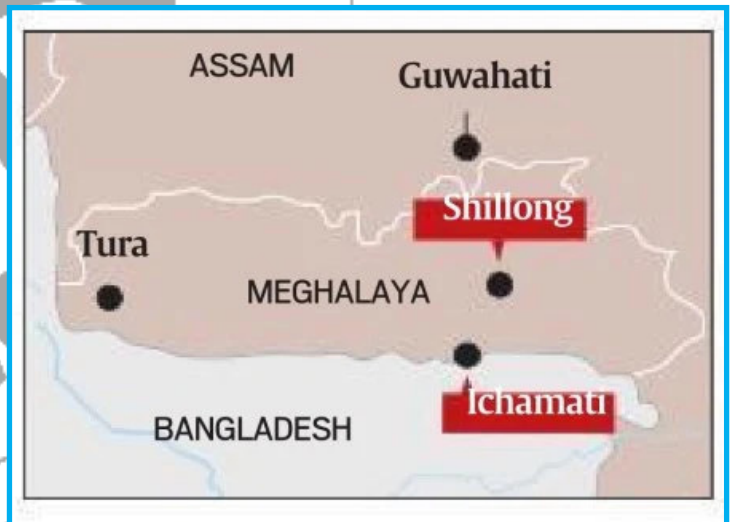 ASSAM
Guwahati
Shillong
Tura
MEGHALAYA
Ichamati
BANGLADESH